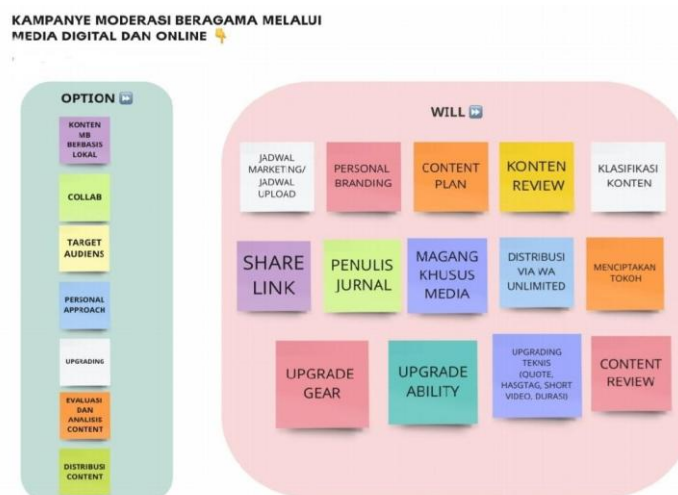 KAMPANYE MODERASI BERAGAMA MELALUI
MEDIA DIGITAL DAN ONLINE
OPTION
KONTEN
MB
BERBASIS
LOKAL
COLLAB
TARGET
AUDIENS
PERSONAL
APPROACH
UPGRADING
EVALUASI
DAN
ANALISIS
CONTENT
DISTRIBUSI
CONTENT
WILL
JADWAL
MARKETING/
JADWAL
UPLOAD
PERSONAL
BRANDING
CONTENT
PLAN
KONTEN
REVIEW
KLASIFIKASI
KONTEN
SHARE
LINK
PENULIS
JURNAL
MAGANG
KHUSUS
MEDIA
DISTRIBUSI
VIA WA
UNLIMITED
MENCIPTAKAN
TOKOH
UPGRADE
GEAR
UPGRADE
ABILITY
UPGRADING
TEKNIS
(QUOTE,
HASGTAG, SHORT
VIDEO, DURASI)
CONTENT
REVIEW